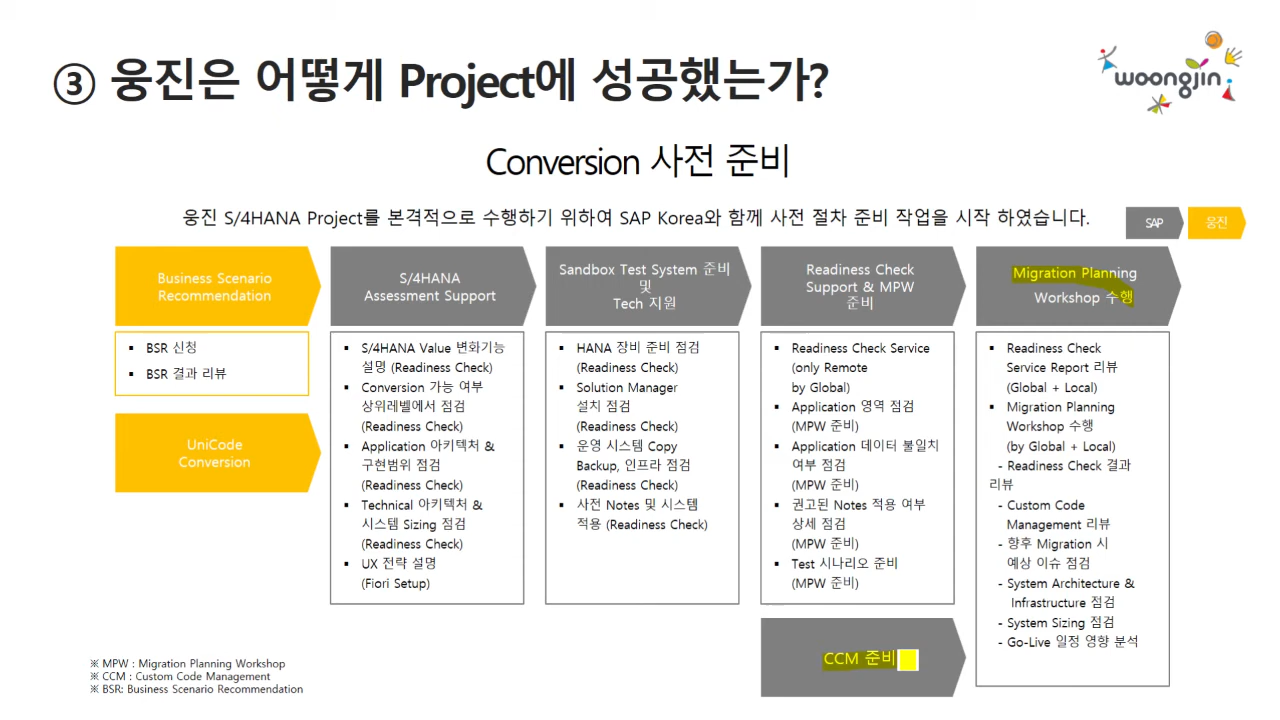 ③ 웅진은 어떻게 Project에 성공했는가?
woongjin
Conversion 사전 준비
웅진 S/4HANA Project를 본격적으로 수행하기 위하여 SAP Korea와 함께 사전 절차 준비 작업을 시작 하였습니다.
SAP
웅진
Business Scenario
Recommendation
▪ BSR 신청
▪ BSR 결과 리뷰
UniCode
Conversion
S/4HANA
Assessment Support
▪ S/4HANA Value 변화기능
설명 (Readiness Check)
▪ Conversion 가능 여부
상위레벨에서 점검
(Readiness Check)
▪ Application 아키텍처 &
구현범위 점검
(Readiness Check)
▪ Technical 아키텍처 &
시스템 Sizing 점검
(Readiness Check)
▪ UX 전략 설명
(Fiori Setup)
Sandbox Test System 준비
및
Tech 지원
▪ HANA 장비 준비 점검
(Readiness Check)
▪ Solution Manager
설치 점검
(Readiness Check)
▪ 운영 시스템 Copy
Backup, 인프라 점검
(Readiness Check)
▪ 사전 Notes 및 시스템
적용 (Readiness Check)
Readiness Check
Support & MPW
준비
▪ Readiness Check Service
(only Remote
by Global)
▪ Application 영역 점검
(MPW 준비)
▪ Application 데이터 불일치
여부 점검
(MPW 준비)
▪ 권고된 Notes 적용 여부
상세 점검
(MPW 준비)
▪ Test 시나리오 준비
(MPW 준비)
CCM 준비
Migration Planning
Workshop 수행
▪ Readiness Check
Service Report 리뷰
(Global + Local)
▪ Migration Planning
Workshop 수행
(by Global + Local)
- Readiness Check 결과
리뷰
- Custom Code
Management 리뷰
- 향후 Migration 시
예상 이슈 점검
- System Architecture &
Infrastructure 점검
- System Sizing 점검
- Go-Live 일정 영향 분석
※ MPW : Migration Planning Workshop
※ CCM : Custom Code Management
※ BSR: Business Scenario Recommendation